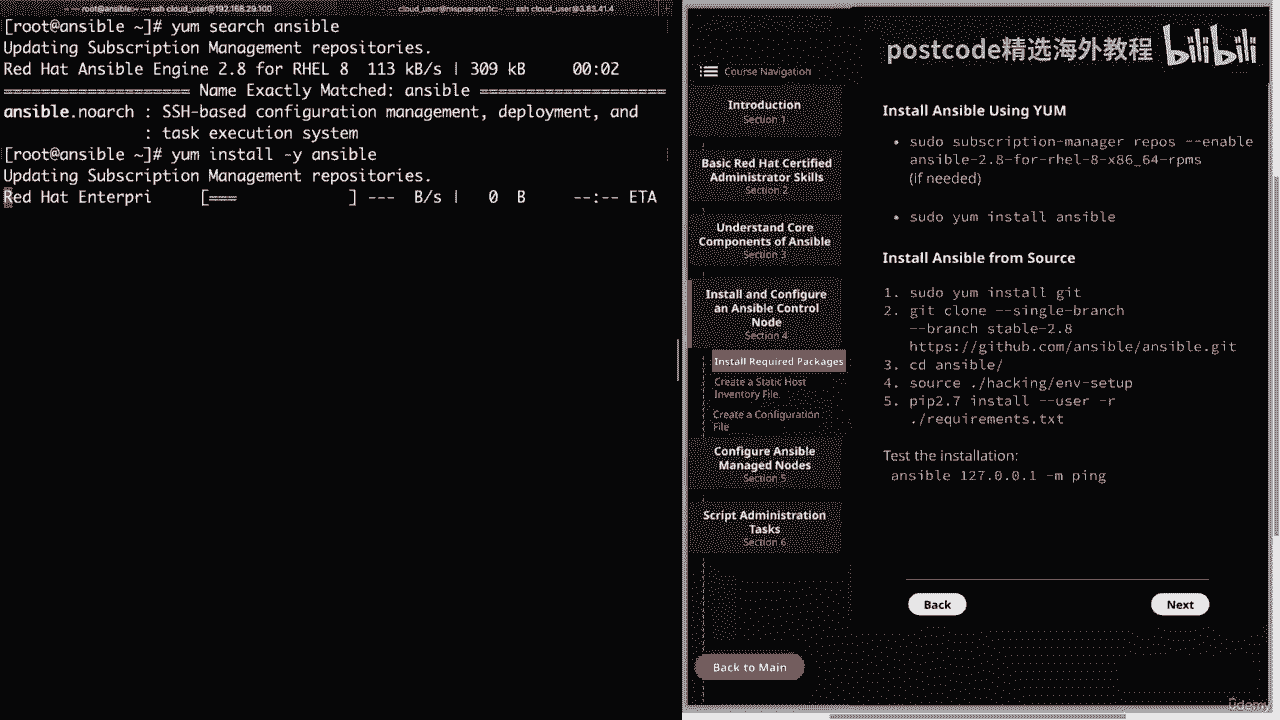 root@ansible:~ — ssh cloud_user@192.168.29.100
cloud_user@mspearson1c:~ — ssh cloud_user@3.83.41.4
[root@ansible ~]# yum search ansible
Updating Subscription Management repositories.
Red Hat Ansible Engine 2.8 for RHEL 8  113 kB/s | 309 kB     00:02
==================== Name Exactly Matched: ansible ====================
ansible.noarch : SSH-based configuration management, deployment, and
: task execution system
[root@ansible ~]# yum install -y ansible
Updating Subscription Management repositories.
Red Hat Enterpri     [===           ] ---  B/s |   0  B     --:-- ETA
postcode精选海外教程 bilibili
Course Navigation
Introduction
Section 1
Basic Red Hat Certified
Administrator Skills
Section 2
Understand Core
Components of Ansible
Section 3
Install and Configure
an Ansible Control
Node
Section 4
Install Required Packages
Create a Static Host
Inventory File
Create a Configuration
File
Configure Ansible
Managed Nodes
Section 5
Script Administration
Tasks
Section 6
Back to Main
Install Ansible Using YUM
• sudo subscription-manager repos --enable
ansible-2.8-for-rhel-8-x86_64-rpms
(if needed)
• sudo yum install ansible
Install Ansible from Source
1. sudo yum install git
2. git clone --single-branch
--branch stable-2.8
https://github.com/ansible/ansible.git
3. cd ansible/
4. source ./hacking/env-setup
5. pip2.7 install --user -r
./requirements.txt
Test the installation:
ansible 127.0.0.1 -m ping
Back
Next
ûdemy